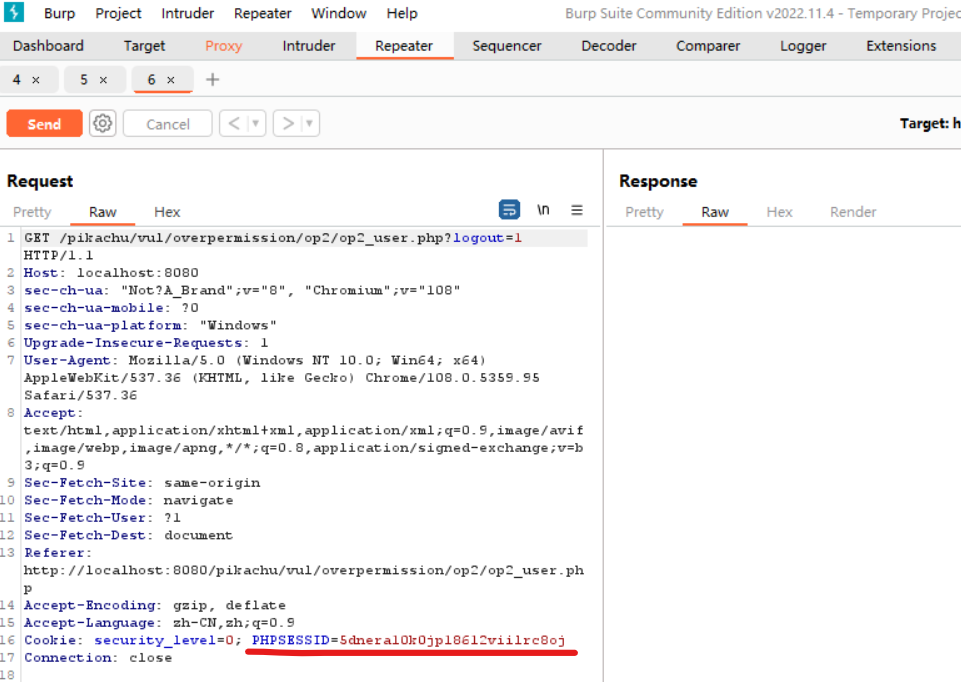 Burp Project Intruder Repeater Window Help Burp Suite Community Edition v2022.11.4 - Temporary Projec
Dashboard Target Proxy Intruder Repeater Sequencer Decoder Comparer Logger Extensions
4 × 5 × 6 × +
Send Cancel < > Target: h
Request Response
Pretty Raw Hex \n Pretty Raw Hex Render
1 GET /pikachu/vul/overpermission/op2/op2_user.php?logout=1
HTTP/1.1
2 Host: localhost:8080
3 sec-ch-ua: "Not?A_Brand";v="8", "Chromium";v="108"
4 sec-ch-ua-mobile: ?0
5 sec-ch-ua-platform: "Windows"
6 Upgrade-Insecure-Requests: 1
7 User-Agent: Mozilla/5.0 (Windows NT 10.0; Win64; x64)
AppleWebKit/537.36 (KHTML, like Gecko) Chrome/108.0.5359.95
Safari/537.36
8 Accept:
text/html,application/xhtml+xml,application/xml;q=0.9,image/avif
,image/webp,image/apng,*/*;q=0.8,application/signed-exchange;v=b
3;q=0.9
9 Sec-Fetch-Site: same-origin
10 Sec-Fetch-Mode: navigate
11 Sec-Fetch-User: ?1
12 Sec-Fetch-Dest: document
13 Referer:
http://localhost:8080/pikachu/vul/overpermission/op2/op2_user.ph
p
14 Accept-Encoding: gzip, deflate
15 Accept-Language: zh-CN,zh;q=0.9
16 Cookie: security_level=0; PHPSESSID=5dneral0k0jpl86l2viilrc8oj
17 Connection: close
18